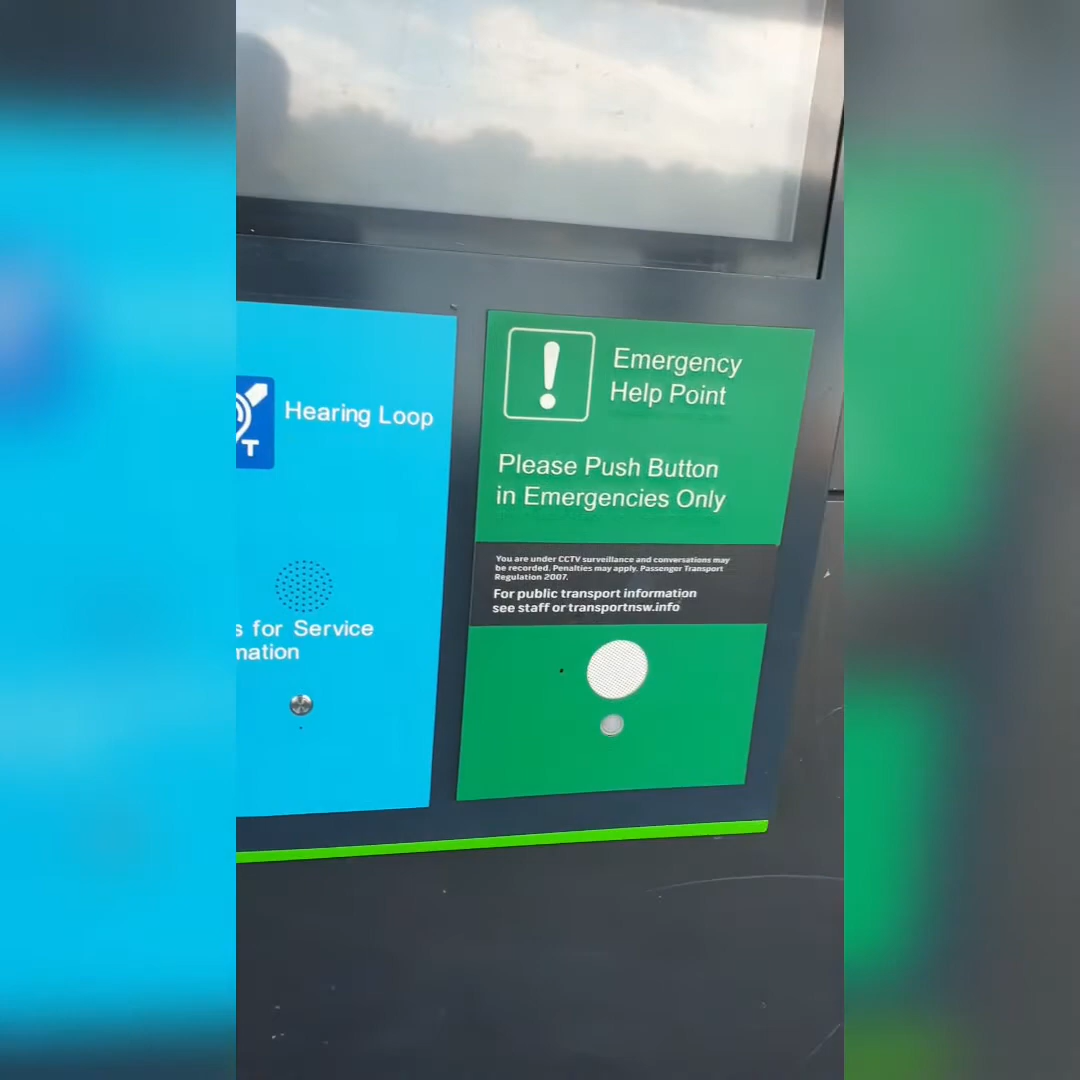 T
Hearing Loop
for Service
Emergency
Help Point
Please Push Button
in Emergencies Only
You are under CCTV surveillance and conversations may
be recorded. Penalties may apply. Passenger Transport
Regulation 2007.
For public transport information
see staff or transportnsw.info